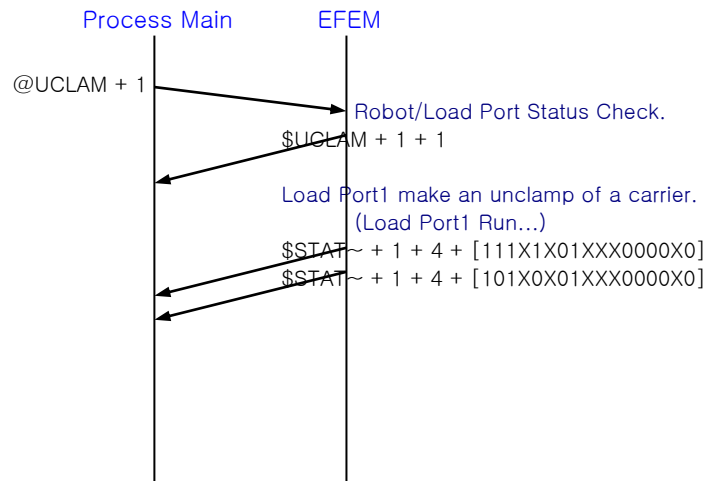 Process Main
EFEM
@UCLAM + 1
Robot/Load Port Status Check.
$UCLAM + 1 + 1
Load Port1 make an unclamp of a carrier.
(Load Port1 Run...)
$STAT~ + 1 + 4 + [111X1X01XXX0000X0]
$STAT~ + 1 + 4 + [101X0X01XXX0000X0]